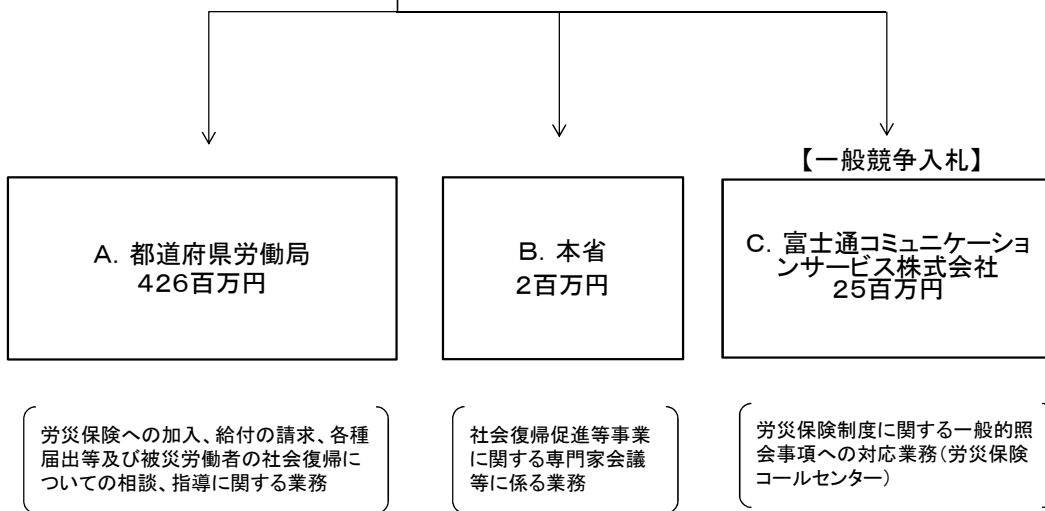 【一般競争入札】
A. 都道府県労働局
426百万円
B. 本省
2百万円
C. 富士通コミュニケーショ
ンサービス株式会社
25百万円
労災保険への加入、給付の請求、各種
届出等及び被災労働者の社会復帰に
ついての相談、指導に関する業務
社会復帰促進等事業
に関する専門家会議
等に係る業務
労災保険制度に関する一般的照
会事項への対応業務(労災保険
コールセンター)